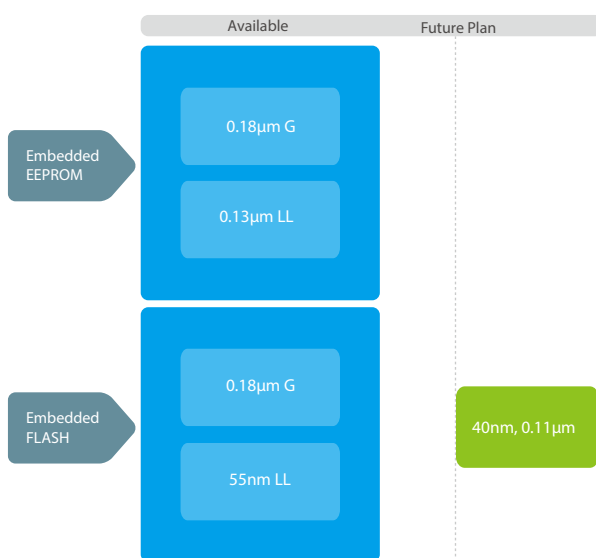 Available
Future Plan
Embedded
EEPROM
0.18μm G
0.13μm LL
Embedded
FLASH
0.18μm G
55nm LL
40nm, 0.11μm